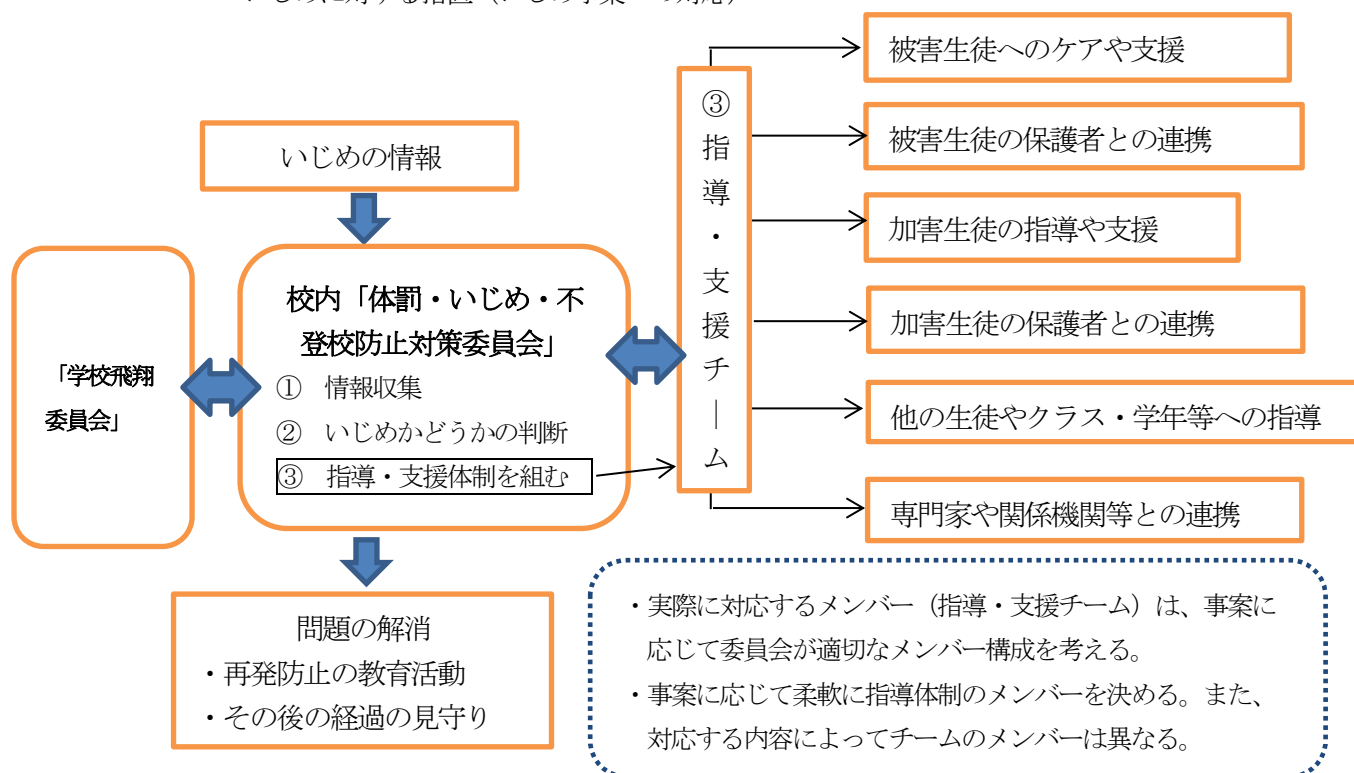 いじめの情報
「学校飛翔
委員会」
校内「体罰・いじめ・不
登校防止対策委員会」
① 情報収集
② いじめかどうかの判断
③ 指導・支援体制を組む
問題の解消
・再発防止の教育活動
・その後の経過の見守り
③指導・支援チーム
被害生徒へのケアや支援
被害生徒の保護者との連携
加害生徒の指導や支援
加害生徒の保護者との連携
他の生徒やクラス・学年等への指導
専門家や関係機関等との連携
・実際に対応するメンバー（指導・支援チーム）は、事案に
応じて委員会が適切なメンバー構成を考える。
・事案に応じて柔軟に指導体制のメンバーを決める。また、
対応する内容によってチームのメンバーは異なる。